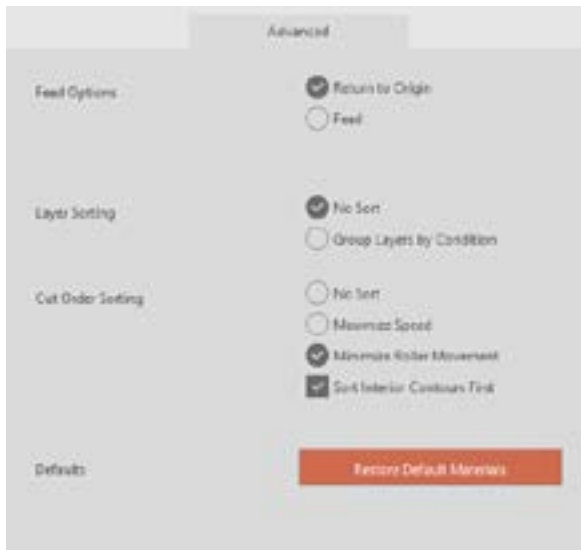 Advanced
Feed Options
Return to Origin
Feed
Layer Sorting
No Sort
Group Layers by Condition
Cut Order Sorting
No Sort
Maximize Speed
Minimize Roller Movement
Sort Interior Contours First
Defaults
Restore Default Materials